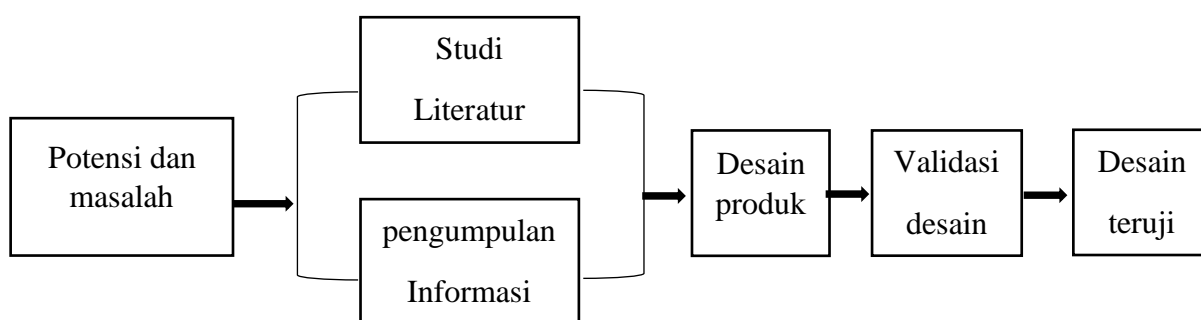 Potensi dan
masalah
Studi
Literatur
pengumpulan
Informasi
Desain
produk
Validasi
desain
Desain
teruji